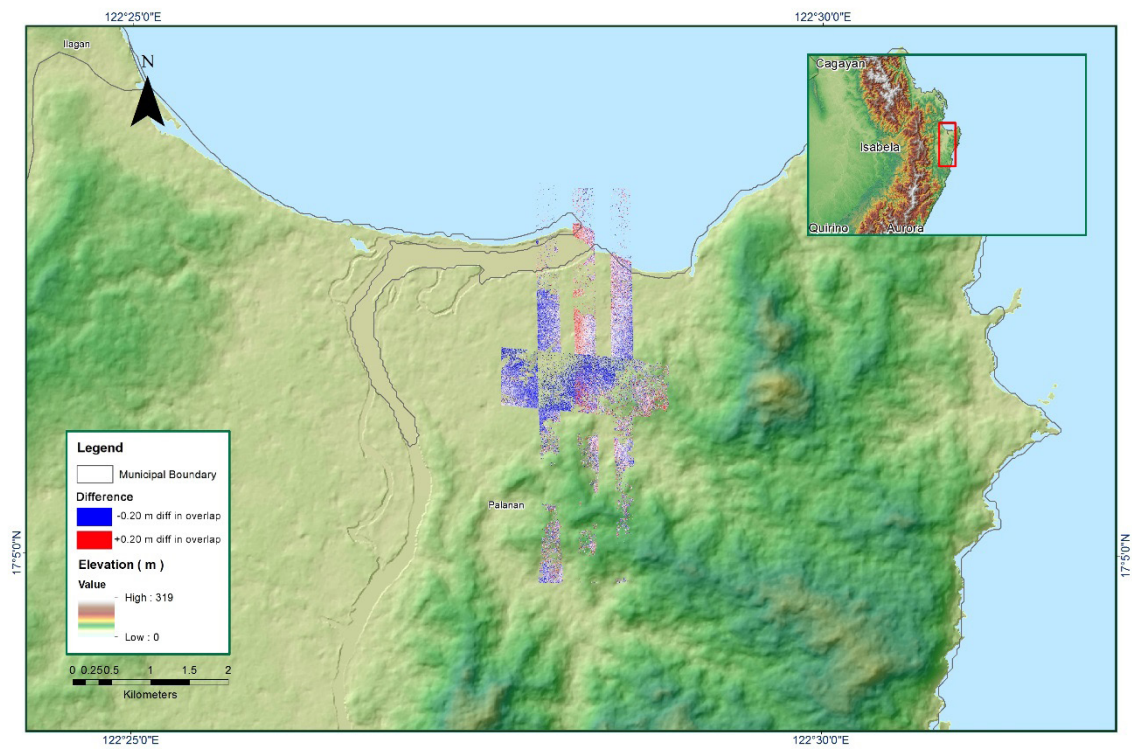 122°25'0"E
122°30'0"E
Ilagan
N
Cagayan
Isabela
Quirino
Aurora
Legend
Municipal Boundary
Difference
-0.20 m diff in overlap
+0.20 m diff in overlap
Elevation ( m )
Value
High : 319
Low : 0
0 0.250.5 1 1.5 2
Kilometers
Palanan
17°5'0"N
17°5'0"N
122°25'0"E
122°30'0"E